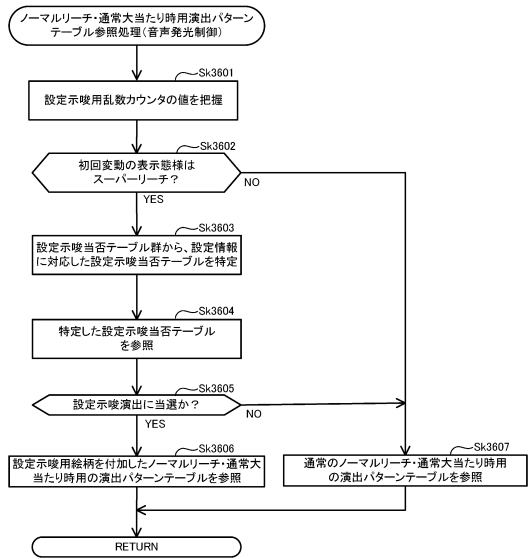 ノーマルリーチ・通常大当たり時用演出パターン
テーブル参照処理(音声発光制御)
Sk3601
設定示唆用乱数カウンタの値を把握
Sk3602
初回変動の表示態様は
スーパーリーチ?
NO
YES
Sk3603
設定示唆当否テーブル群から、設定情報
に対応した設定示唆当否テーブルを特定
Sk3604
特定した設定示唆当否テーブル
を参照
Sk3605
設定示唆演出に当選か?
NO
YES
Sk3606
設定示唆用絵柄を付加したノーマルリーチ・通常大
当たり時用の演出パターンテーブルを参照
Sk3607
通常のノーマルリーチ・通常大当たり時用
の演出パターンテーブルを参照
RETURN